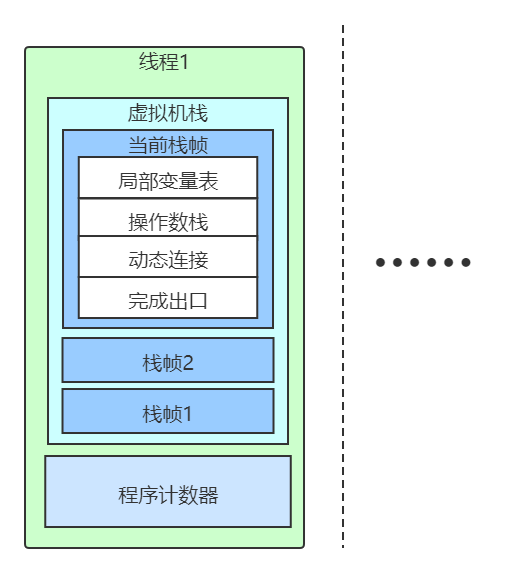 线程1
虚拟机栈
当前栈帧
局部变量表
操作数栈
动态连接
完成出口
栈帧2
栈帧1
程序计数器
······